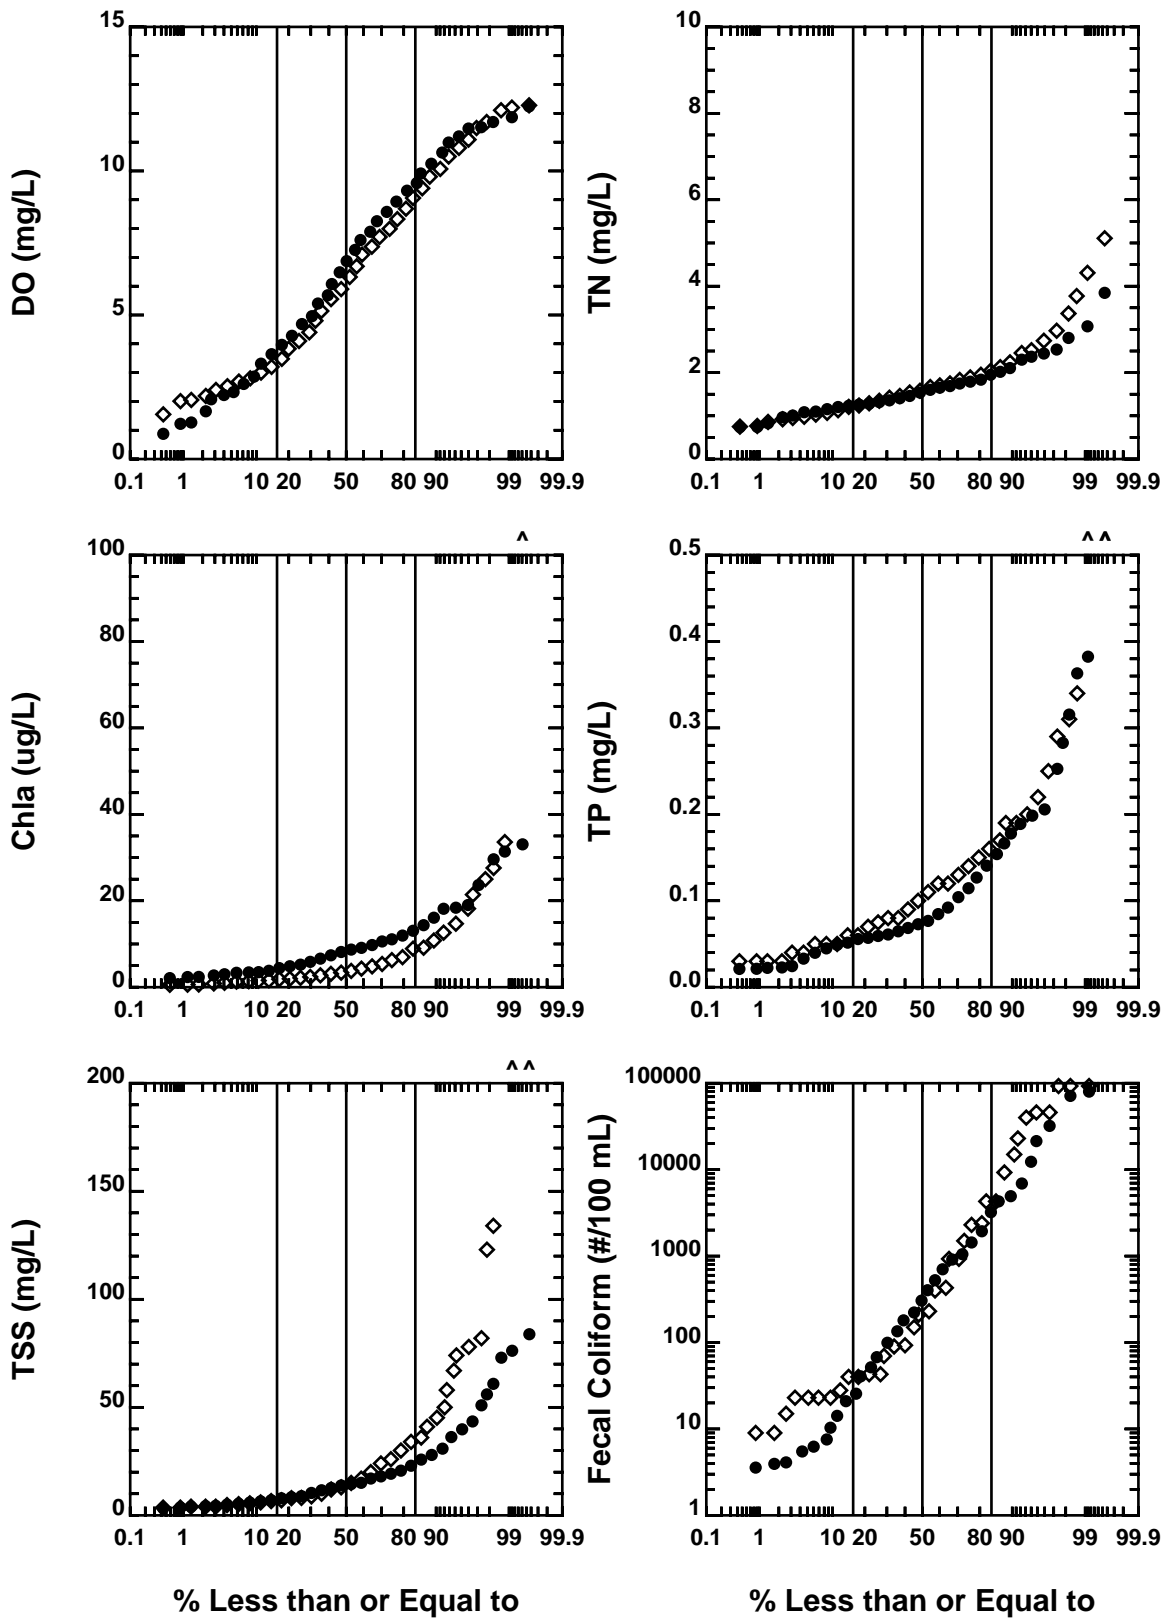 15
10
5
0
DO (mg/L)
0.1 1 10 20 50 80 90 99 99.9
10
8
6
4
2
0
TN (mg/L)
0.1 1 10 20 50 80 90 99 99.9
^
100
80
60
40
20
0
Chla (ug/L)
0.1 1 10 20 50 80 90 99 99.9
^ ^
0.5
0.4
0.3
0.2
0.1
0.0
TP (mg/L)
0.1 1 10 20 50 80 90 99 99.9
^ ^
200
150
100
50
0
TSS (mg/L)
0.1 1 10 20 50 80 90 99 99.9
% Less than or Equal to
100000
10000
1000
100
10
1
Fecal Coliform (#/100 mL)
0.1 1 10 20 50 80 90 99 99.9
% Less than or Equal to